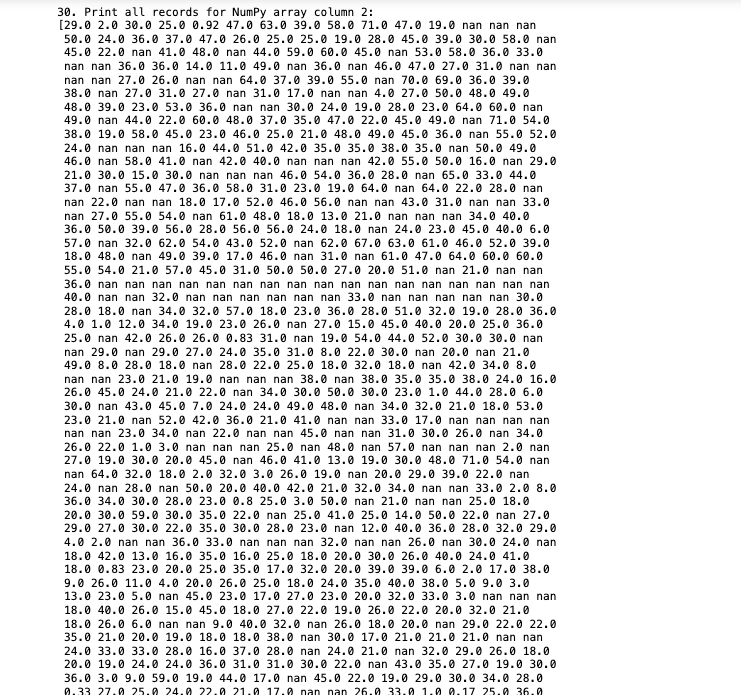 30. Print all records for NumPy array column 2:
[29.0 2.0 30.0 25.0 0.92 47.0 63.0 39.0 58.0 71.0 47.0 19.0 nan nan nan
50.0 24.0 36.0 37.0 47.0 26.0 25.0 25.0 19.0 28.0 45.0 39.0 30.0 58.0 nan
45.0 22.0 nan 41.0 48.0 nan 44.0 59.0 60.0 45.0 nan 53.0 58.0 36.0 33.0
nan nan 36.0 36.0 14.0 11.0 49.0 nan 36.0 nan 46.0 47.0 27.0 31.0 nan nan
nan nan 27.0 26.0 nan nan 64.0 37.0 39.0 55.0 nan 70.0 69.0 36.0 39.0
38.0 nan 27.0 31.0 27.0 nan 31.0 17.0 nan nan 4.0 27.0 50.0 48.0 49.0
48.0 39.0 23.0 53.0 36.0 nan nan 30.0 24.0 19.0 28.0 23.0 64.0 60.0 nan
49.0 nan 44.0 22.0 60.0 48.0 37.0 35.0 47.0 22.0 45.0 49.0 nan 71.0 54.0
38.0 19.0 58.0 45.0 23.0 46.0 25.0 21.0 48.0 49.0 45.0 36.0 nan 55.0 52.0
24.0 nan nan nan 16.0 44.0 51.0 42.0 35.0 35.0 38.0 35.0 nan 50.0 49.0
46.0 nan 58.0 41.0 nan 42.0 40.0 nan nan nan 42.0 55.0 50.0 16.0 nan 29.0
21.0 30.0 15.0 30.0 nan nan nan 46.0 54.0 36.0 28.0 nan 65.0 33.0 44.0
37.0 nan 55.0 47.0 36.0 58.0 31.0 23.0 19.0 64.0 nan 64.0 22.0 28.0 nan
nan 22.0 nan nan 18.0 17.0 52.0 46.0 56.0 nan nan 43.0 31.0 nan nan 33.0
nan 27.0 55.0 54.0 nan 61.0 48.0 18.0 13.0 21.0 nan nan nan 34.0 40.0
36.0 50.0 39.0 56.0 28.0 56.0 56.0 24.0 18.0 nan 24.0 23.0 45.0 40.0 6.0
57.0 nan 32.0 62.0 54.0 43.0 52.0 nan 62.0 67.0 63.0 61.0 46.0 52.0 39.0
18.0 48.0 nan 49.0 39.0 17.0 46.0 nan 31.0 nan 61.0 47.0 64.0 60.0 60.0
55.0 54.0 21.0 57.0 45.0 31.0 50.0 50.0 27.0 20.0 51.0 nan 21.0 nan nan
36.0 nan nan nan nan nan nan nan nan nan nan nan nan nan nan
40.0 nan nan 32.0 nan nan nan nan nan 33.0 nan nan nan nan nan 30.0
28.0 18.0 nan 34.0 32.0 57.0 18.0 23.0 36.0 28.0 51.0 32.0 19.0 28.0 36.0
4.0 1.0 12.0 34.0 19.0 23.0 26.0 nan 27.0 15.0 45.0 40.0 20.0 25.0 36.0
25.0 nan 42.0 26.0 26.0 0.83 31.0 nan 19.0 54.0 44.0 52.0 30.0 30.0 nan
nan 29.0 nan 29.0 27.0 24.0 35.0 31.0 8.0 22.0 30.0 nan 20.0 nan 21.0
49.0 8.0 28.0 18.0 nan 28.0 22.0 25.0 18.0 32.0 18.0 nan 42.0 34.0 8.0
nan nan 23.0 21.0 19.0 nan nan nan 38.0 nan 38.0 35.0 35.0 38.0 24.0 16.0
26.0 45.0 24.0 21.0 22.0 nan 34.0 30.0 50.0 30.0 23.0 1.0 44.0 28.0 6.0
30.0 nan 43.0 45.0 7.0 24.0 24.0 49.0 48.0 nan 34.0 32.0 21.0 18.0 53.0
23.0 21.0 nan 52.0 42.0 36.0 21.0 41.0 nan nan 33.0 17.0 nan nan nan nan
nan nan 23.0 34.0 nan 22.0 nan nan 45.0 nan nan 31.0 30.0 26.0 nan 34.0
26.0 22.0 1.0 3.0 nan nan nan 25.0 nan 48.0 nan 57.0 nan nan nan 2.0 nan
27.0 19.0 30.0 20.0 45.0 nan 46.0 41.0 13.0 19.0 30.0 48.0 71.0 54.0 nan
nan 64.0 32.0 18.0 2.0 32.0 3.0 26.0 19.0 nan 20.0 29.0 39.0 22.0 nan
24.0 nan 28.0 nan 50.0 20.0 40.0 42.0 21.0 32.0 34.0 nan nan 33.0 2.0 8.0
36.0 34.0 30.0 28.0 23.0 0.8 25.0 3.0 50.0 nan 21.0 nan nan 25.0 18.0
20.0 30.0 59.0 30.0 35.0 22.0 nan 25.0 41.0 25.0 14.0 50.0 22.0 nan 27.0
29.0 27.0 30.0 22.0 35.0 30.0 28.0 23.0 nan 12.0 40.0 36.0 28.0 32.0 29.0
4.0 2.0 nan nan 36.0 33.0 nan nan nan 32.0 nan nan 26.0 nan 30.0 24.0 nan
18.0 42.0 13.0 16.0 35.0 16.0 25.0 18.0 20.0 30.0 26.0 40.0 24.0 41.0
18.0 0.83 23.0 20.0 25.0 35.0 17.0 32.0 20.0 39.0 39.0 6.0 2.0 17.0 38.0
9.0 26.0 11.0 4.0 20.0 26.0 25.0 18.0 24.0 35.0 40.0 38.0 5.0 9.0 3.0
13.0 23.0 5.0 nan 45.0 23.0 17.0 27.0 23.0 20.0 32.0 33.0 3.0 nan nan nan
18.0 40.0 26.0 15.0 45.0 18.0 27.0 22.0 19.0 26.0 22.0 20.0 32.0 21.0
18.0 26.0 6.0 nan nan 9.0 40.0 32.0 nan 26.0 18.0 20.0 nan 29.0 22.0 22.0
35.0 21.0 20.0 19.0 18.0 18.0 38.0 nan 30.0 17.0 21.0 21.0 21.0 nan nan
24.0 33.0 33.0 28.0 16.0 37.0 28.0 nan 24.0 21.0 nan 32.0 29.0 26.0 18.0
20.0 19.0 24.0 24.0 36.0 31.0 31.0 30.0 22.0 nan 43.0 35.0 27.0 19.0 30.0
36.0 3.0 9.0 59.0 19.0 44.0 17.0 nan 45.0 22.0 19.0 29.0 30.0 34.0 28.0
0.33 27.0 25.0 24.0 22.0 21.0 17.0 nan nan 26.0 33.0 1.0 0.17 25.0 36.0